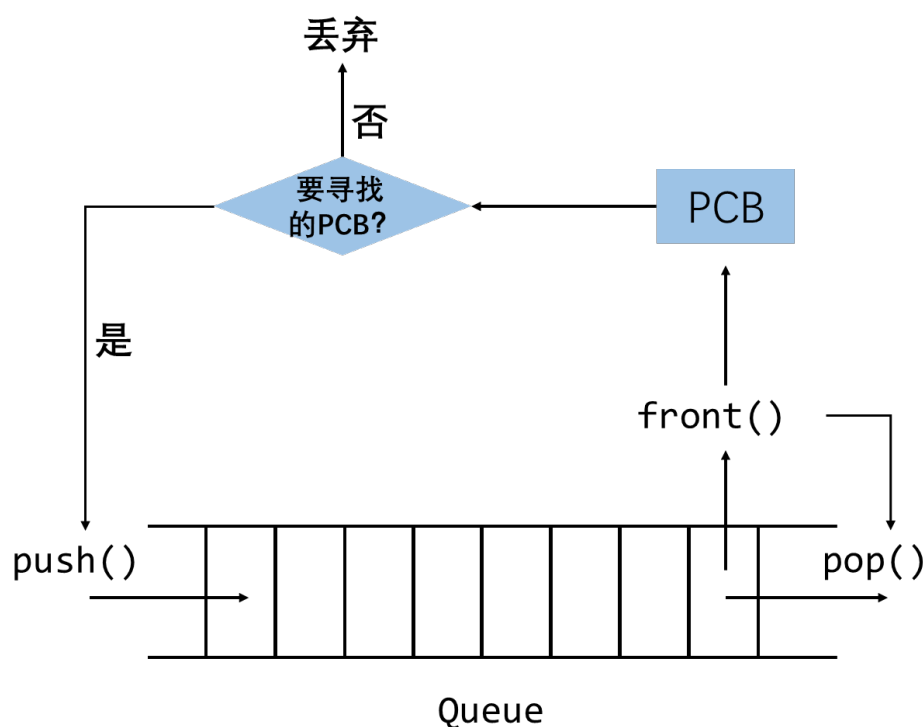 丢弃
否
要寻找
的PCB?
PCB
是
front()
push()
pop()
Queue